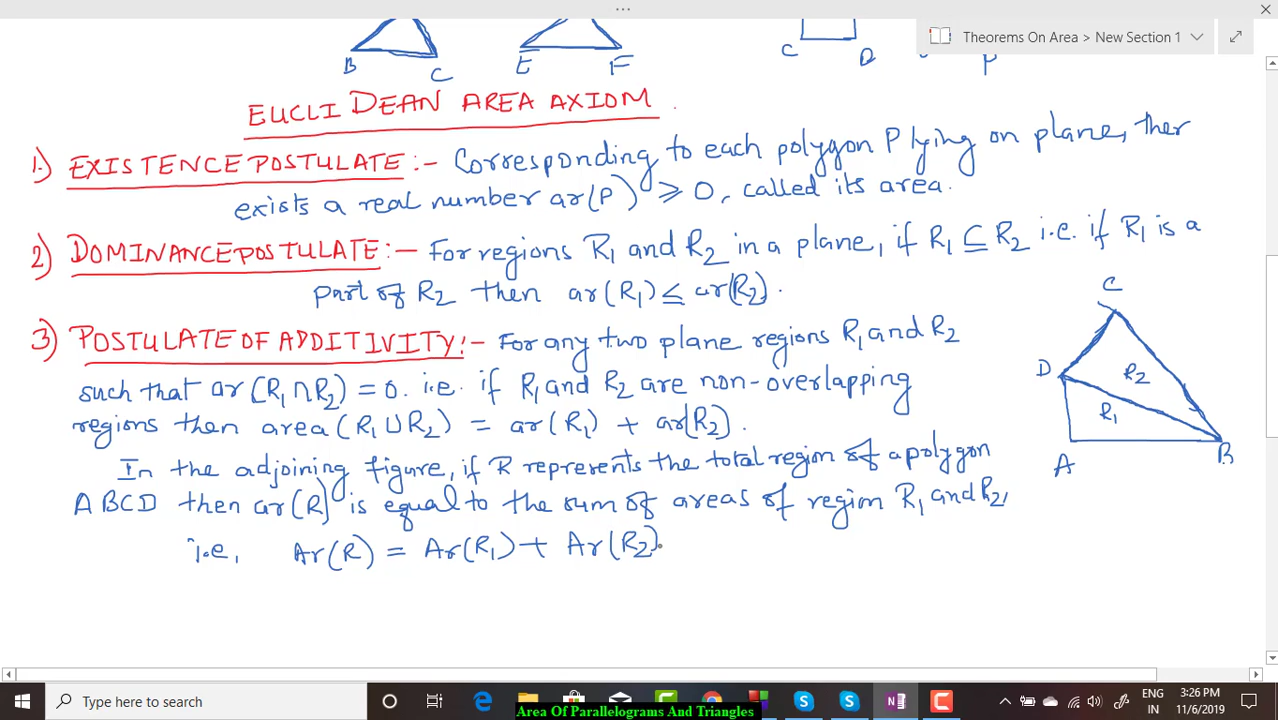 Theorems On Area > New Section 1
B C E F C D P
EUCLIDEAN AREA AXIOM .
1.) EXISTENCE POSTULATE :- Corresponding to each polygon P lying on plane, ther
exists a real number ar(P) ⩾ 0, called its area.
2) DOMINANCE POSTULATE :- For regions R₁ and R₂ in a plane, if R₁ ⊆ R₂ i.e. if R₁ is a
part of R₂ then ar(R₁) ≤ ar(R₂).
3) POSTULATE OF ADDITIVITY :- For any two plane regions R₁ and R₂
such that ar(R₁∩R₂) = 0. i.e. if R₁ and R₂ are non-overlapping
regions then area(R₁∪R₂) = ar(R₁) + ar(R₂).
In the adjoining figure, if R represents the total region of a polygon
ABCD then ar(R) is equal to the sum of areas of region R₁ and R₂,
i.e, Ar(R) = Ar(R₁) + Ar(R₂).
C
D R₂
R₁
A B
Type here to search
ENG
IN
3:26 PM
11/6/2019
Area Of Parallelograms And Triangles